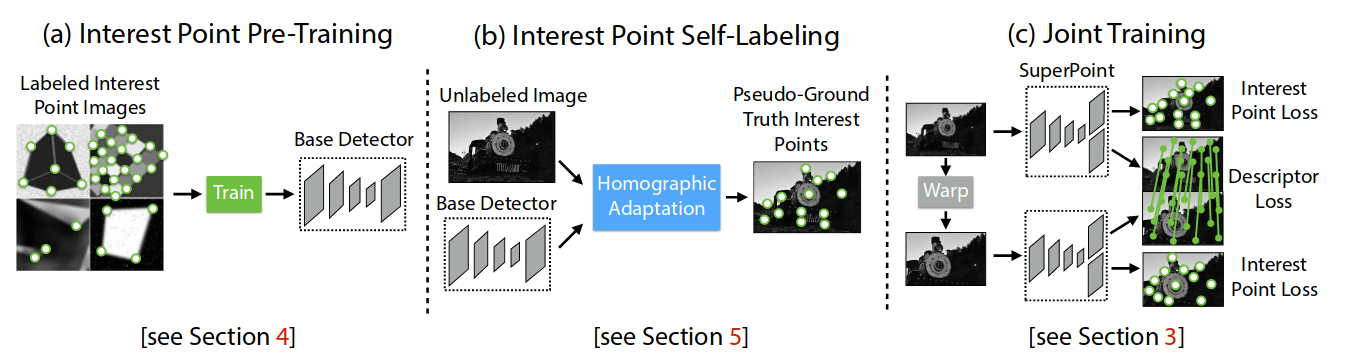 (a) Interest Point Pre-Training
Labeled Interest
Point Images
Train
Base Detector
[see Section 4]
(b) Interest Point Self-Labeling
Unlabeled Image
Base Detector
Homographic
Adaptation
Pseudo-Ground
Truth Interest
Points
[see Section 5]
(c) Joint Training
SuperPoint
Warp
Interest
Point Loss
Descriptor
Loss
Interest
Point Loss
[see Section 3]